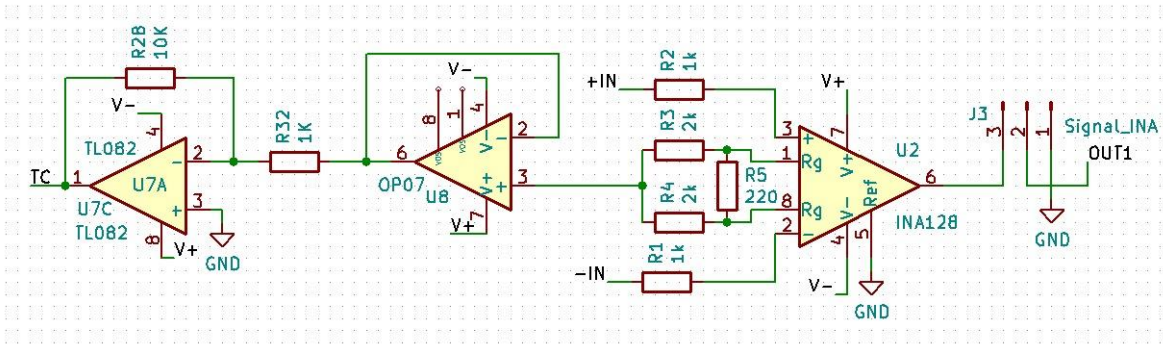 R28
10K
V-
4
TL082
2
-
U7A
TC
1
+
3
U7C
TL082
8
V+
GND
R32
1K
V-
8
1
4
VOS
VOS
V-
-
2
6
OP07
U8
V+
+
3
V+
7
+IN
R2
1k
R3
2k
R4
2k
R5
220
R1
1k
-IN
V+
3
+
7
V+
U2
1
Rg
8
Rg
Ref
6
2
-
V-
INA128
4
5
V-
GND
J3
3
2
1
Signal_INA
OUT1
GND